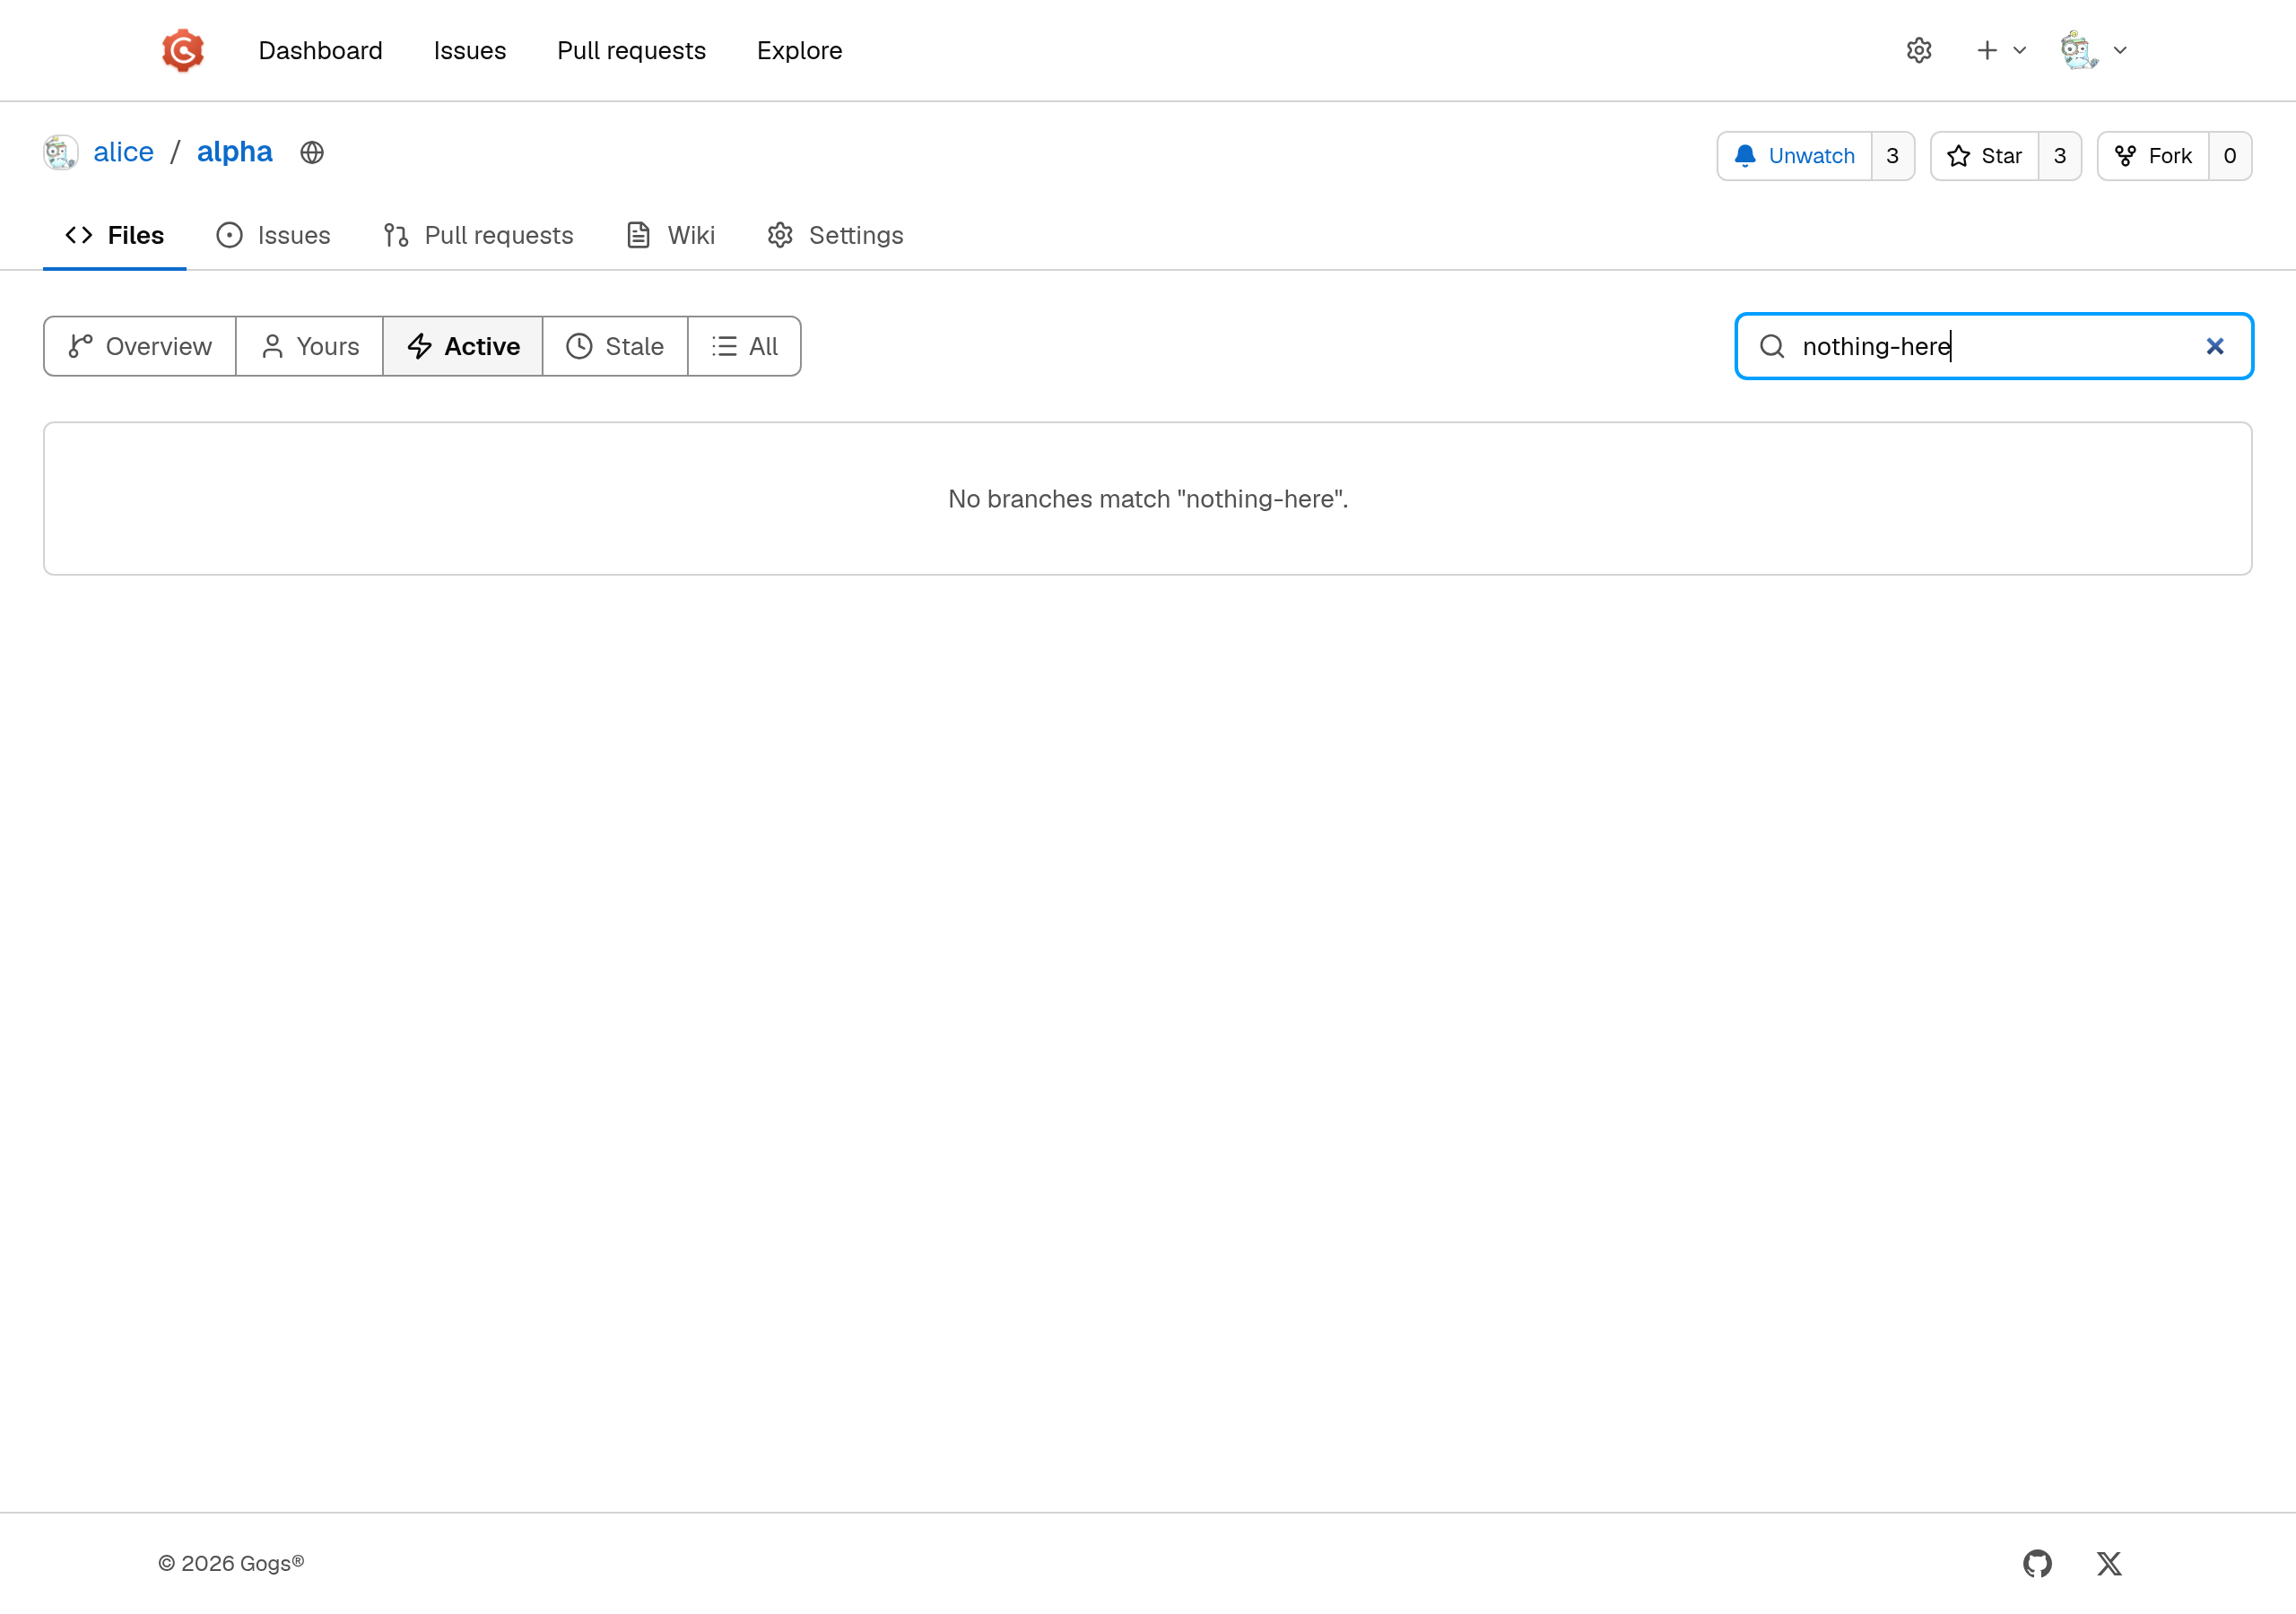 Dashboard Issues Pull requests Explore
alice / alpha Unwatch 3 Star 3 Fork 0
Files Issues Pull requests Wiki Settings
Overview Yours Active Stale All nothing-here
No branches match "nothing-here".
© 2026 Gogs®